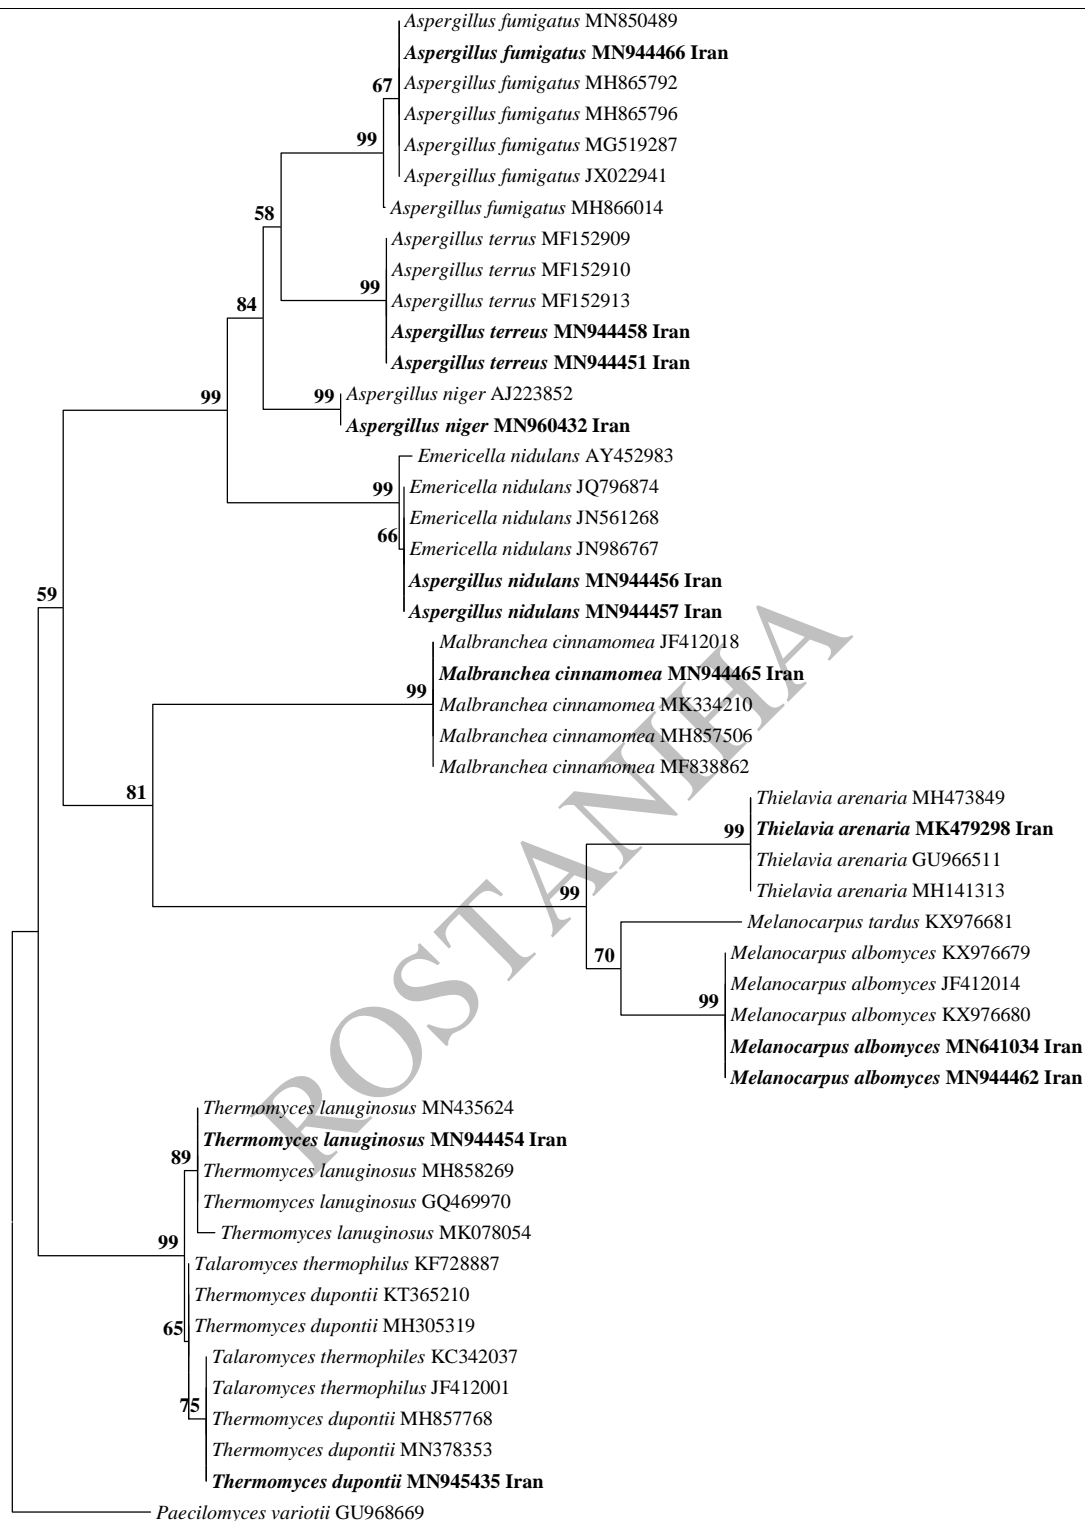 Aspergillus fumigatus MN850489
Aspergillus fumigatus MN944466 Iran
67
Aspergillus fumigatus MH865792
Aspergillus fumigatus MH865796
99
Aspergillus fumigatus MG519287
Aspergillus fumigatus JX022941
Aspergillus fumigatus MH866014
58
Aspergillus terrus MF152909
Aspergillus terrus MF152910
99
Aspergillus terrus MF152913
84
Aspergillus terreus MN944458 Iran
Aspergillus terreus MN944451 Iran
99
99
Aspergillus niger AJ223852
Aspergillus niger MN960432 Iran
Emericella nidulans AY452983
99
Emericella nidulans JQ796874
Emericella nidulans JN561268
66
Emericella nidulans JN986767
Aspergillus nidulans MN944456 Iran
59
Aspergillus nidulans MN944457 Iran
Malbranchea cinnamomea JF412018
Malbranchea cinnamomea MN944465 Iran
99
Malbranchea cinnamomea MK334210
Malbranchea cinnamomea MH857506
Malbranchea cinnamomea MF838862
81
Thielavia arenaria MH473849
99
Thielavia arenaria MK479298 Iran
Thielavia arenaria GU966511
99
Thielavia arenaria MH141313
Melanocarpus tardus KX976681
70
Melanocarpus albomyces KX976679
Melanocarpus albomyces JF412014
99
Melanocarpus albomyces KX976680
Melanocarpus albomyces MN641034 Iran
Melanocarpus albomyces MN944462 Iran
Thermomyces lanuginosus MN435624
Thermomyces lanuginosus MN944454 Iran
89
Thermomyces lanuginosus MH858269
Thermomyces lanuginosus GQ469970
Thermomyces lanuginosus MK078054
99
Talaromyces thermophilus KF728887
Thermomyces dupontii KT365210
65
Thermomyces dupontii MH305319
Talaromyces thermophiles KC342037
Talaromyces thermophilus JF412001
75
Thermomyces dupontii MH857768
Thermomyces dupontii MN378353
Thermomyces dupontii MN945435 Iran
Paecilomyces variotii GU968669
ROSTANIHA